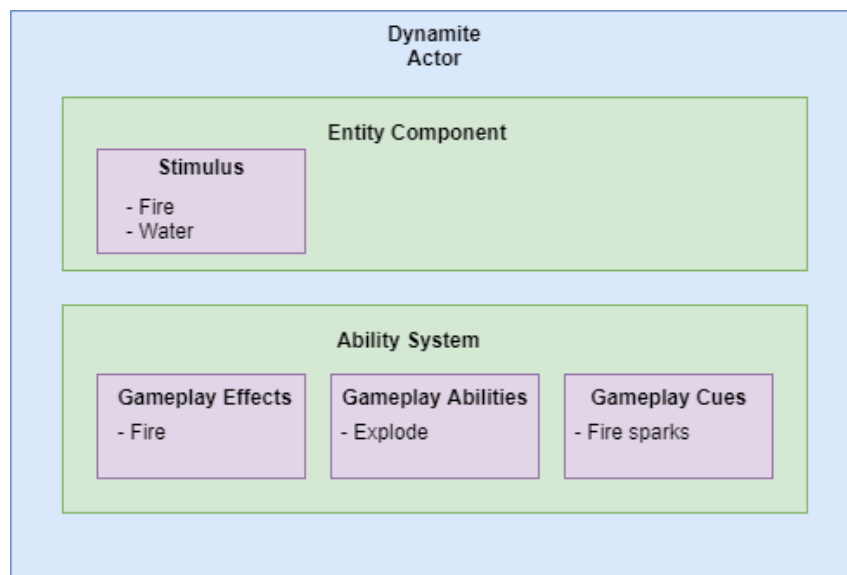 Dynamite
Actor
Entity Component
Stimulus
- Fire
- Water
Ability System
Gameplay Effects
- Fire
Gameplay Abilities
- Explode
Gameplay Cues
- Fire sparks